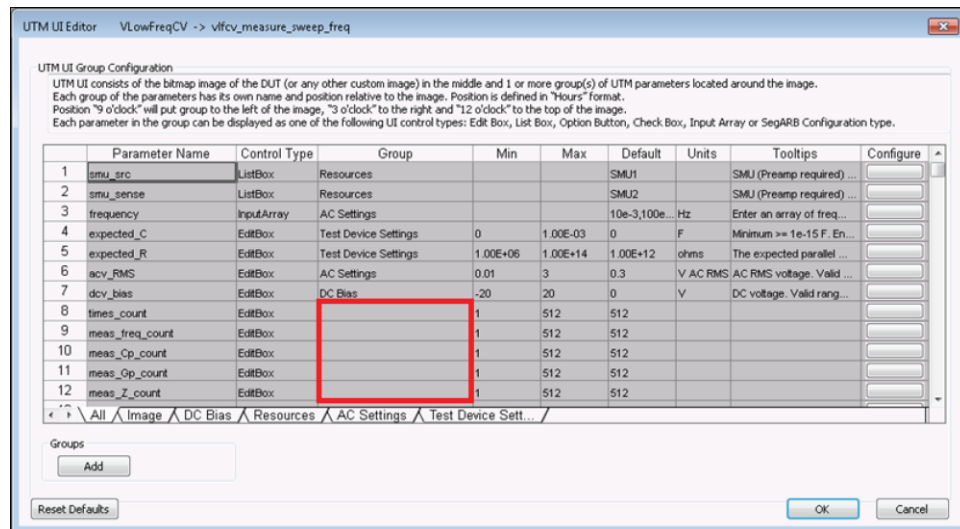 UTM UI Editor VLowFreqCV -> vlfcv_measure_sweep_freq
UTM UI Group Configuration
UTM UI consists of the bitmap image of the DUT (or any other custom image) in the middle and 1 or more group(s) of UTM parameters located around the image.
Each group of the parameters has its own name and position relative to the image. Position is defined in "Hours" format.
Position "9 o'clock" will put group to the left of the image, "3 o'clock" to the right and "12 o'clock" to the top of the image.
Each parameter in the group can be displayed as one of the following UI control types: Edit Box, List Box, Option Button, Check Box, Input Array or SegARB Configuration type.
Parameter Name Control Type Group Min Max Default Units Tooltips Configure
1 smu_src ListBox Resources SMU1 SMU (Preamp required) ...
2 smu_sense ListBox Resources SMU2 SMU (Preamp required) ...
3 frequency InputArray AC Settings 10e-3,100e... Hz Enter an array of freq...
4 expected_C EditBox Test Device Settings 0 1.00E-03 0 F Minimum >= 1e-15 F. En...
5 expected_R EditBox Test Device Settings 1.00E+06 1.00E+14 1.00E+12 ohms The expected parallel ...
6 acv_RMS EditBox AC Settings 0.01 3 0.3 V AC RMS AC RMS voltage. Valid ...
7 dcv_bias EditBox DC Bias -20 20 0 V DC voltage. Valid rang...
8 times_count EditBox 1 512 512
9 meas_freq_count EditBox 1 512 512
10 meas_Cp_count EditBox 1 512 512
11 meas_Gp_count EditBox 1 512 512
12 meas_Z_count EditBox 1 512 512
All Image DC Bias Resources AC Settings Test Device Sett...
Groups
Add
Reset Defaults OK Cancel